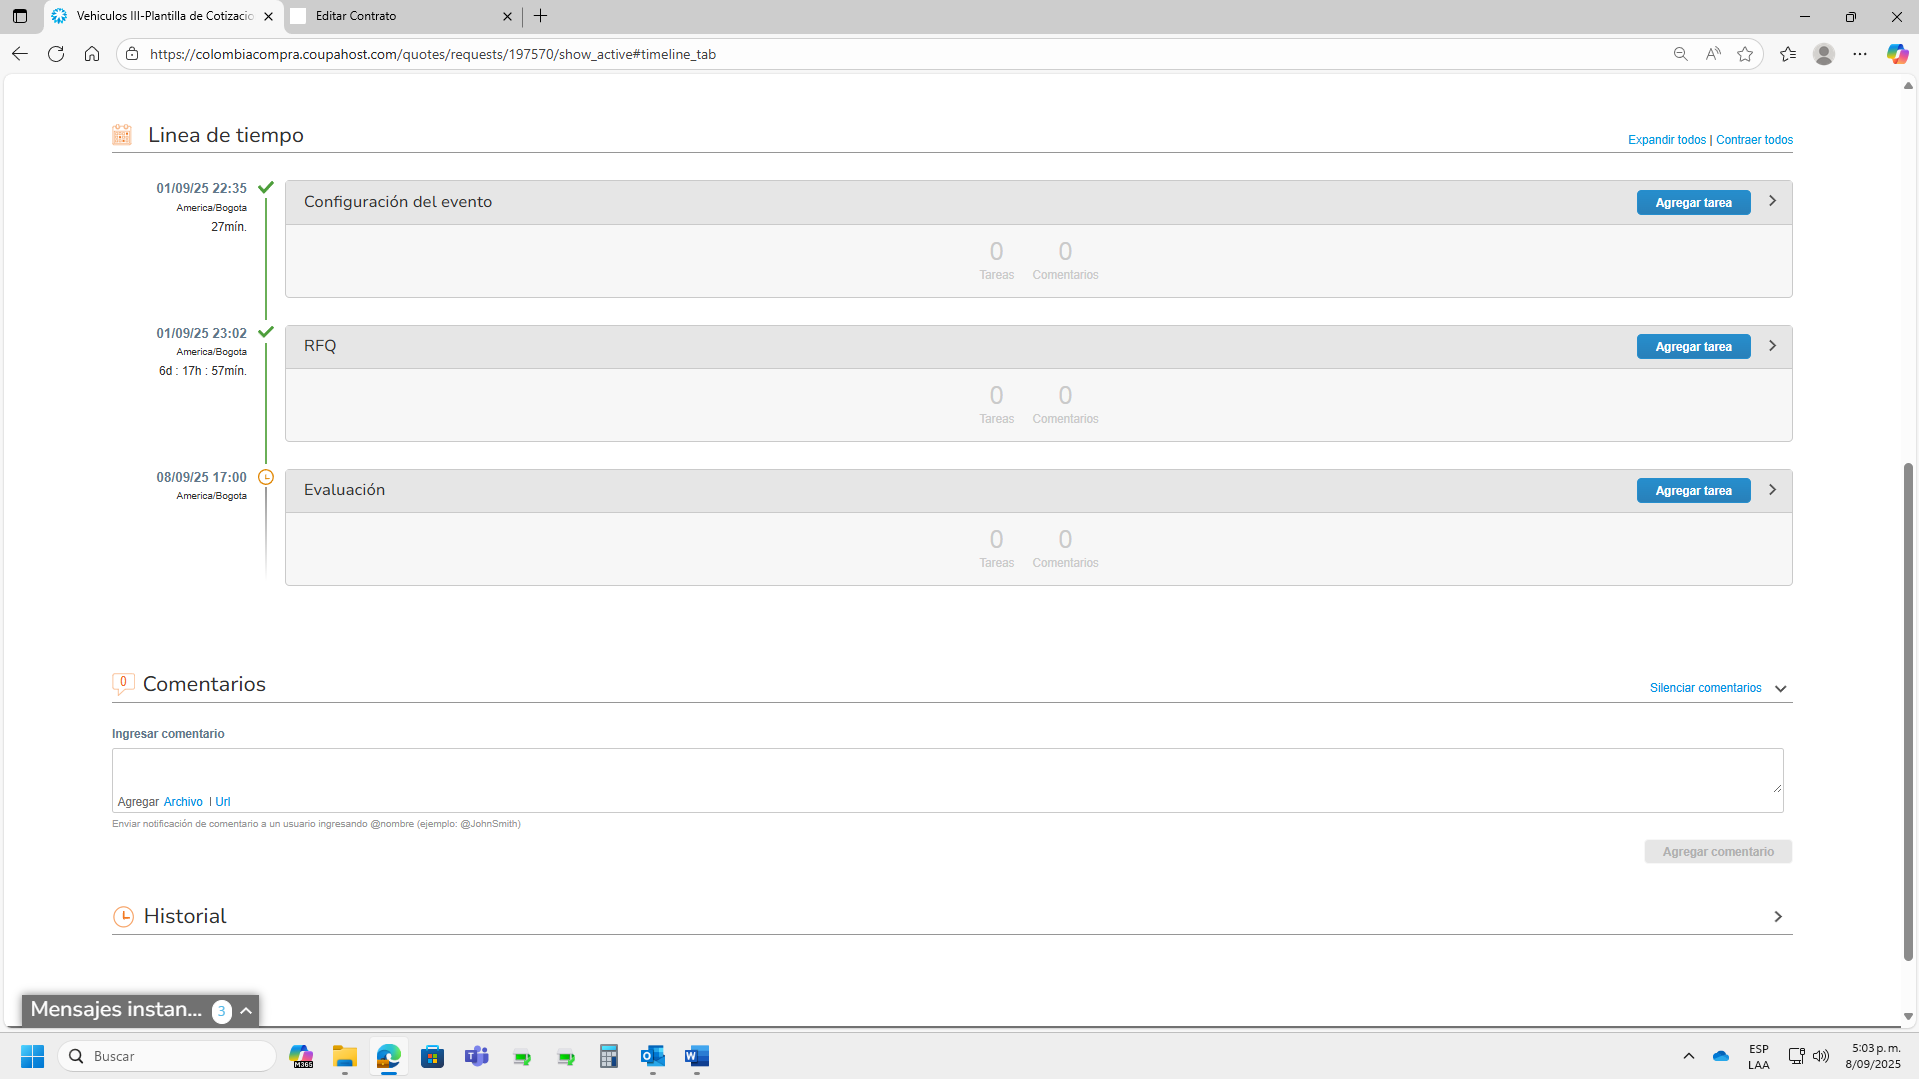 Vehiculos III-Plantilla de Cotizacio
Editar Contrato
https://colombiacompra.coupahost.com/quotes/requests/197570/show_active#timeline_tab
Linea de tiempo
Expandir todos | Contraer todos
01/09/25 22:35
America/Bogota
27mín.
Configuración del evento
Agregar tarea
0 0
Tareas Comentarios
01/09/25 23:02
America/Bogota
6d : 17h : 57mín.
RFQ
Agregar tarea
0 0
Tareas Comentarios
08/09/25 17:00
America/Bogota
Evaluación
Agregar tarea
0 0
Tareas Comentarios
0 Comentarios
Silenciar comentarios
Ingresar comentario
Agregar Archivo | Url
Enviar notificación de comentario a un usuario ingresando @nombre (ejemplo: @JohnSmith)
Agregar comentario
Historial
Mensajes instan... 3
Buscar
M365
ESP
LAA
5:03 p. m.
8/09/2025